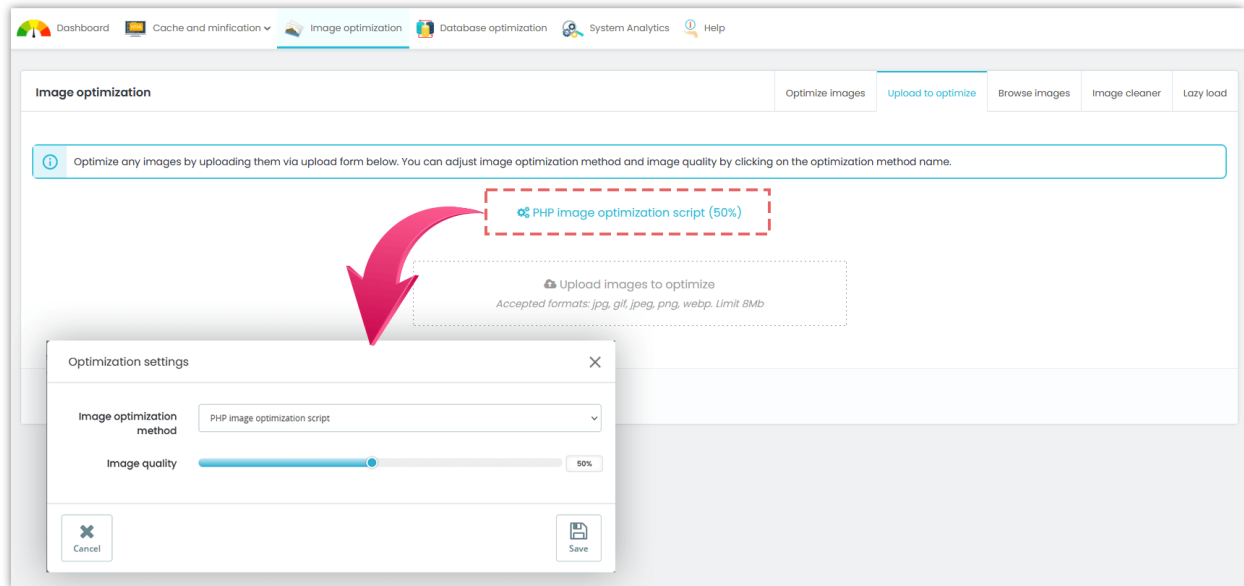 Dashboard
Cache and minfication
Image optimization
Database optimization
System Analytics
Help
Image optimization
Optimize images
Upload to optimize
Browse images
Image cleaner
Lazy load
Optimize any images by uploading them via upload form below. You can adjust image optimization method and image quality by clicking on the optimization method name.
PHP image optimization script (50%)
Upload images to optimize
Accepted formats: jpg, gif, jpeg, png, webp. Limit 8Mb
Optimization settings
Image optimization
method
PHP image optimization script
Image quality
50%
Cancel
Save